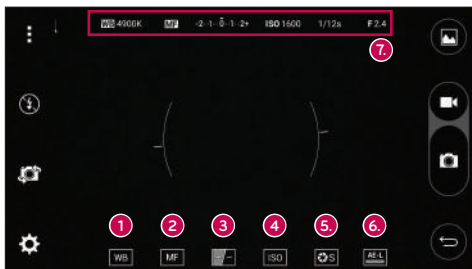 WB 4900K MF -2··1··0··1··2+ ISO 1600 1/12s F 2.4
7.
1 2 3 4 5. 6.
WB MF +/- ISO S AE-L